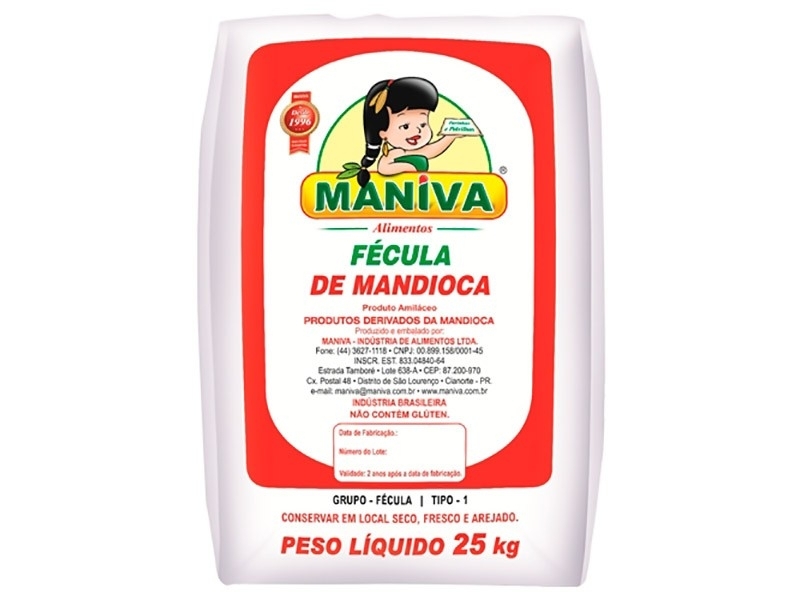 Desde
1996
Farinhas
e Polvilhos
MANIVA®
Alimentos
FÉCULA
DE MANDIOCA
Produto Amiláceo
PRODUTOS DERIVADOS DA MANDIOCA
Produzido e embalado por:
MANIVA - INDÚSTRIA DE ALIMENTOS LTDA.
Fone: (44) 3627-1118 • CNPJ: 00.899.158/0001-45
INSCR. EST. 833.04840-64
Estrada Tamboré • Lote 638-A • CEP: 87.200-970
Cx. Postal 48 • Distrito de São Lourenço • Cianorte - PR.
e-mail: maniva@maniva.com.br • www.maniva.com.br
INDÚSTRIA BRASILEIRA
NÃO CONTÉM GLÚTEN.
Data de Fabricação.:
Número do Lote:
Validade: 2 anos após a data de fabricação.
GRUPO - FÉCULA | TIPO - 1
CONSERVAR EM LOCAL SECO, FRESCO E AREJADO.
PESO LÍQUIDO 25 kg